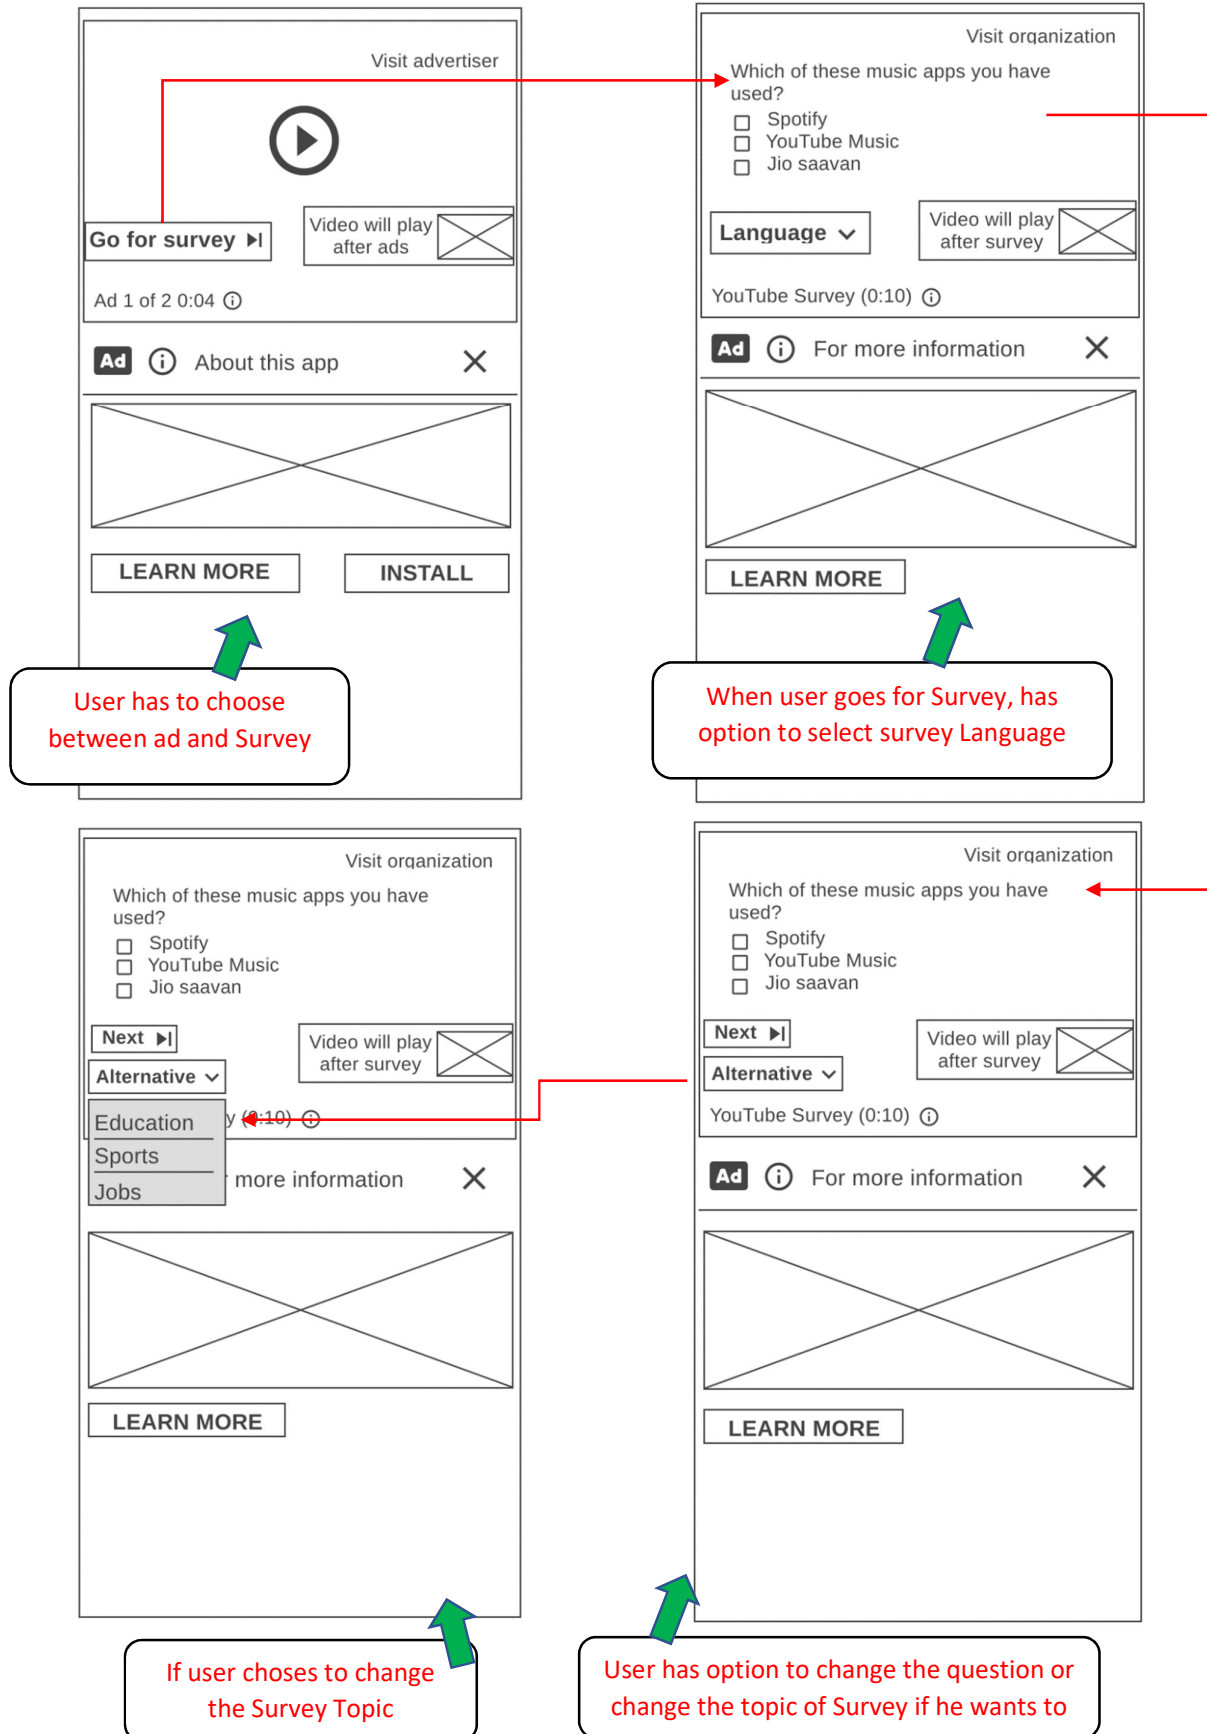 Visit advertiser
Go for survey
Video will play
after ads
Ad 1 of 2 0:04
Ad
About this app
LEARN MORE
INSTALL
User has to choose
between ad and Survey
Visit organization
Which of these music apps you have
used?
Spotify
YouTube Music
Jio saavan
Language
Video will play
after survey
YouTube Survey (0:10)
Ad
For more information
LEARN MORE
When user goes for Survey, has
option to select survey Language
Visit organization
Which of these music apps you have
used?
Spotify
YouTube Music
Jio saavan
Next
Alternative
Video will play
after survey
Education
Sports
Jobs
y (0:10)
more information
LEARN MORE
If user choses to change
the Survey Topic
Visit organization
Which of these music apps you have
used?
Spotify
YouTube Music
Jio saavan
Next
Alternative
Video will play
after survey
YouTube Survey (0:10)
Ad
For more information
LEARN MORE
User has option to change the question or
change the topic of Survey if he wants to